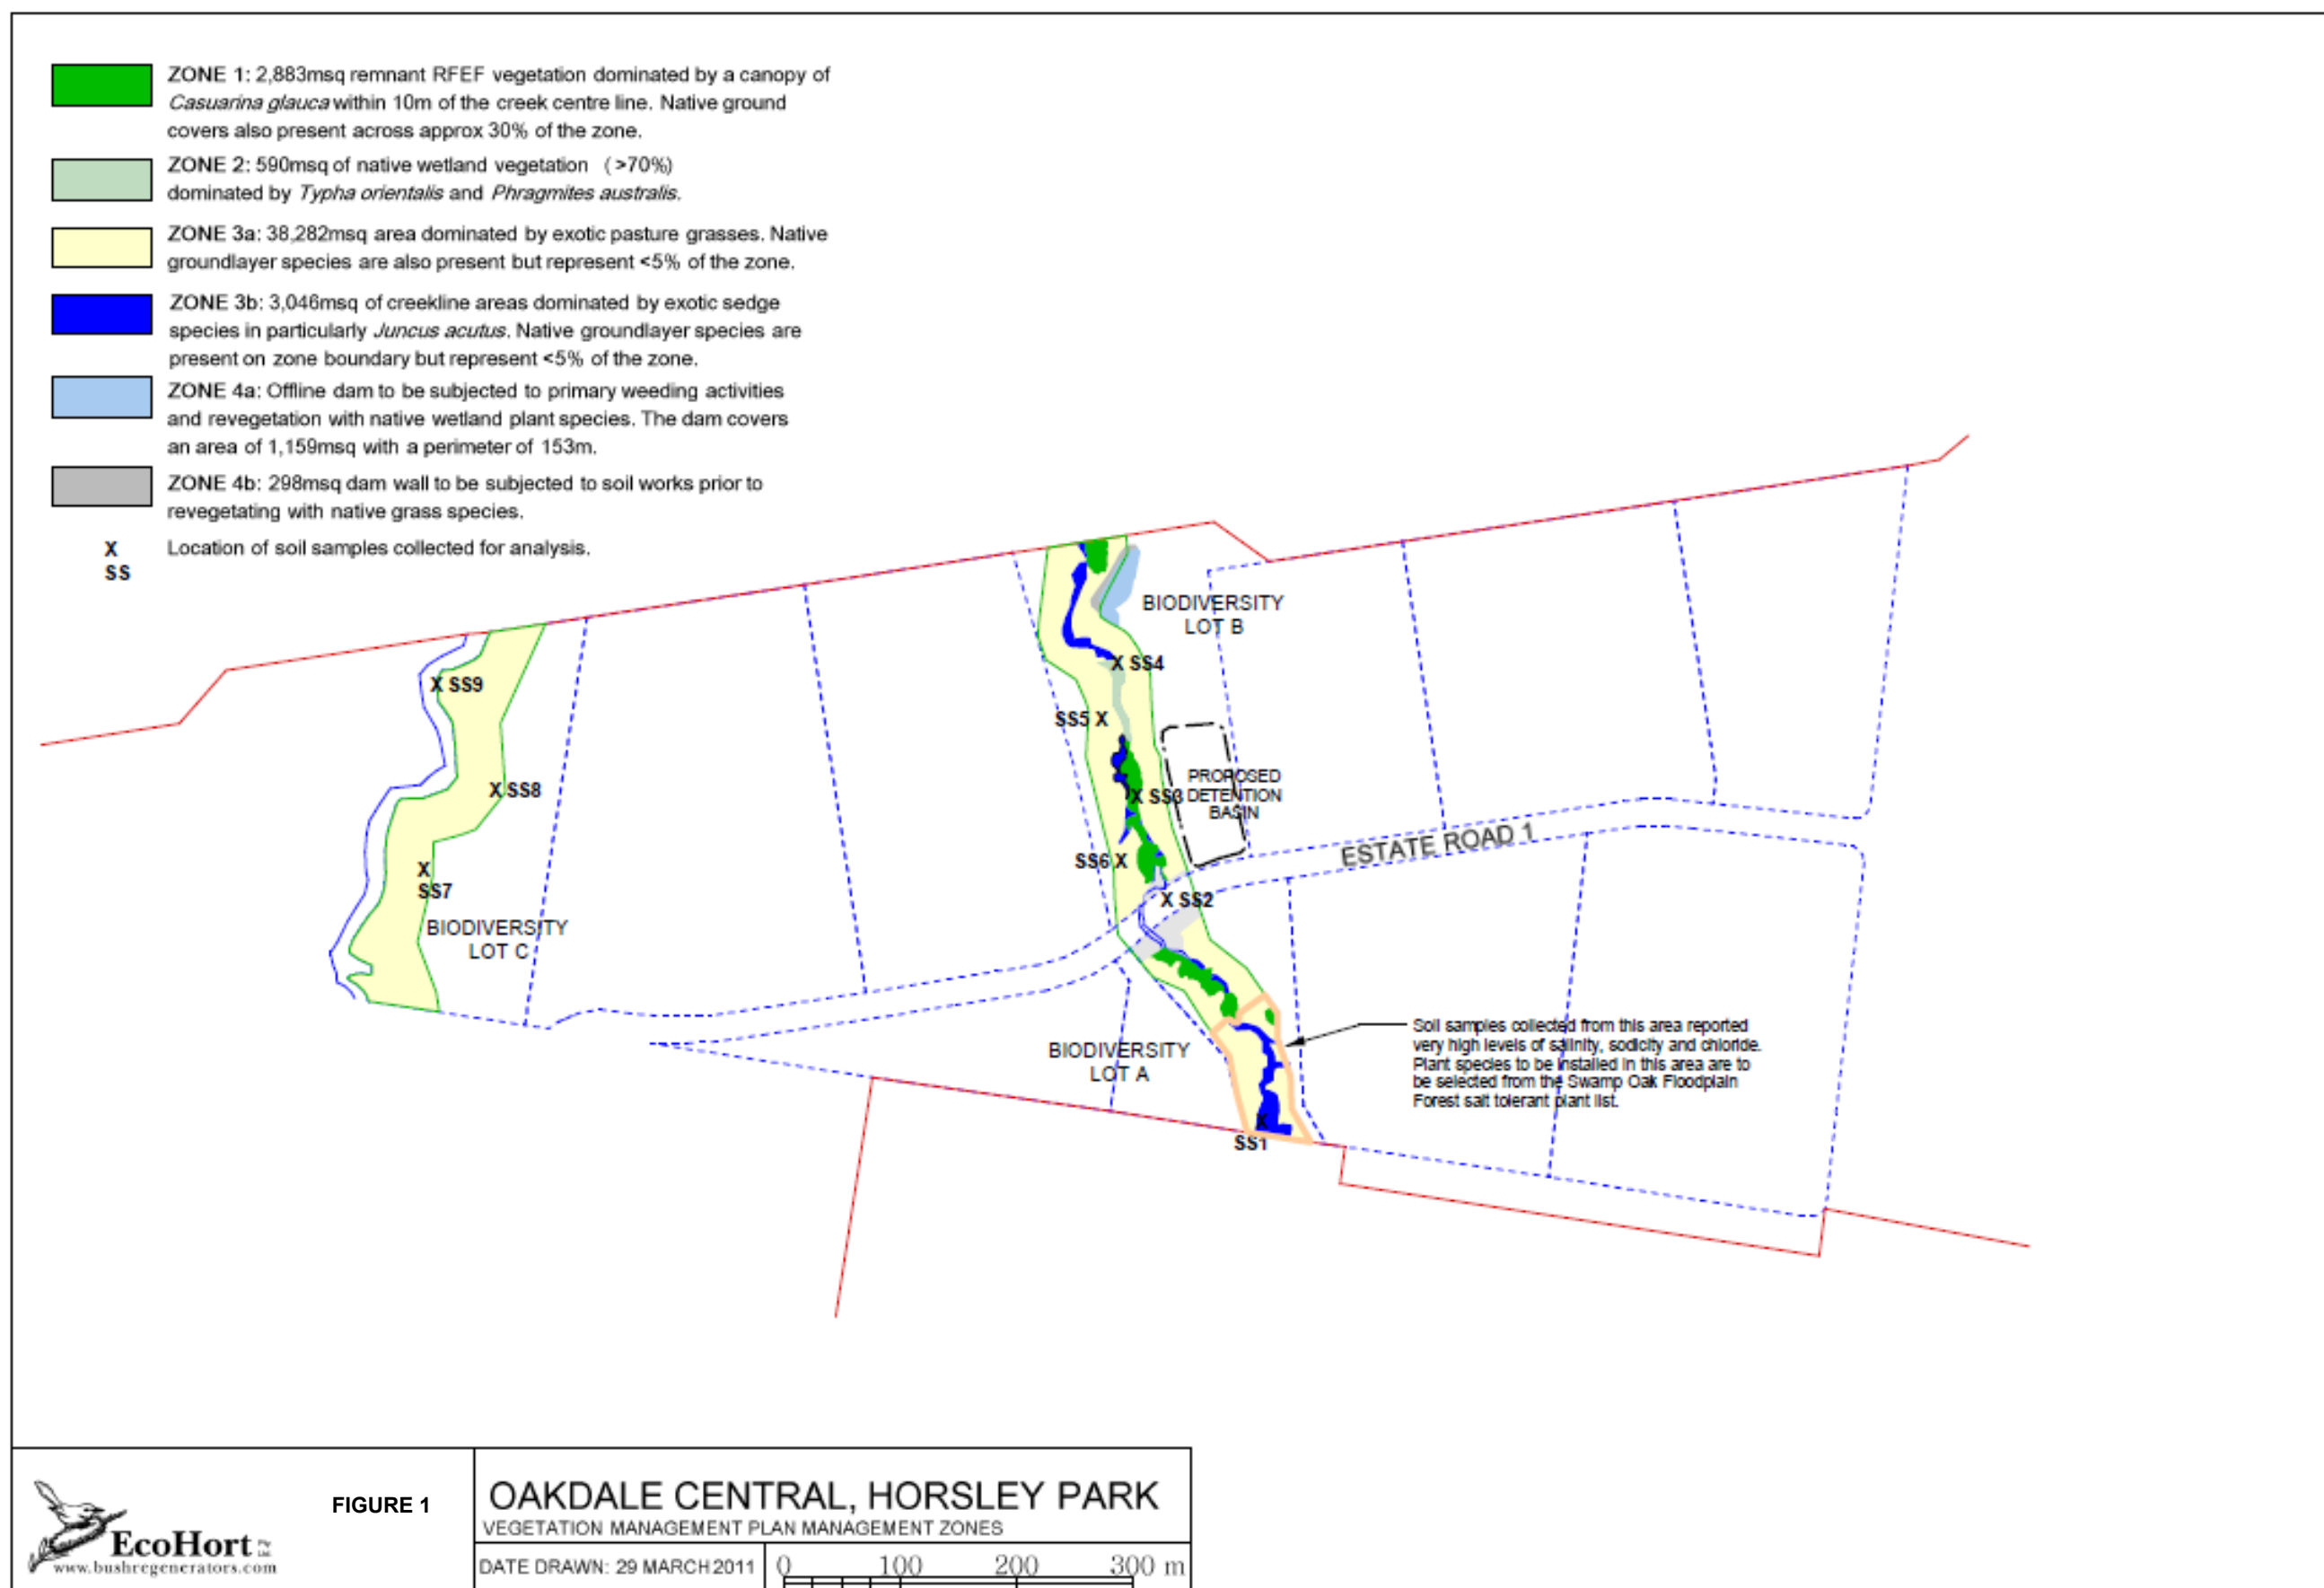 ZONE 1: 2,883msq remnant RFEF vegetation dominated by a canopy of
Casuarina glauca within 10m of the creek centre line. Native ground
covers also present across approx 30% of the zone.
ZONE 2: 590msq of native wetland vegetation ( >70%)
dominated by Typha orientalis and Phragmites australis.
ZONE 3a: 38,282msq area dominated by exotic pasture grasses. Native
groundlayer species are also present but represent <5% of the zone.
ZONE 3b: 3,046msq of creekline areas dominated by exotic sedge
species in particularly Juncus acutus. Native groundlayer species are
present on zone boundary but represent <5% of the zone.
ZONE 4a: Offline dam to be subjected to primary weeding activities
and revegetation with native wetland plant species. The dam covers
an area of 1,159msq with a perimeter of 153m.
ZONE 4b: 298msq dam wall to be subjected to soil works prior to
revegetating with native grass species.
X
SS
Location of soil samples collected for analysis.
BIODIVERSITY
LOT B
X SS4
X SS9
SS5 X
PROPOSED
DETENTION
BASIN
X SS8
X SS3
ESTATE ROAD 1
SS6 X
X
SS7
X SS2
BIODIVERSITY
LOT C
BIODIVERSITY
LOT A
Soil samples collected from this area reported
very high levels of salinity, sodicity and chloride.
Plant species to be installed in this area are to
be selected from the Swamp Oak Floodplain
Forest salt tolerant plant list.
X
SS1
EcoHort
www.bushregenerators.com
FIGURE 1
OAKDALE CENTRAL, HORSLEY PARK
VEGETATION MANAGEMENT PLAN MANAGEMENT ZONES
DATE DRAWN: 29 MARCH 2011
0 100 200 300 m